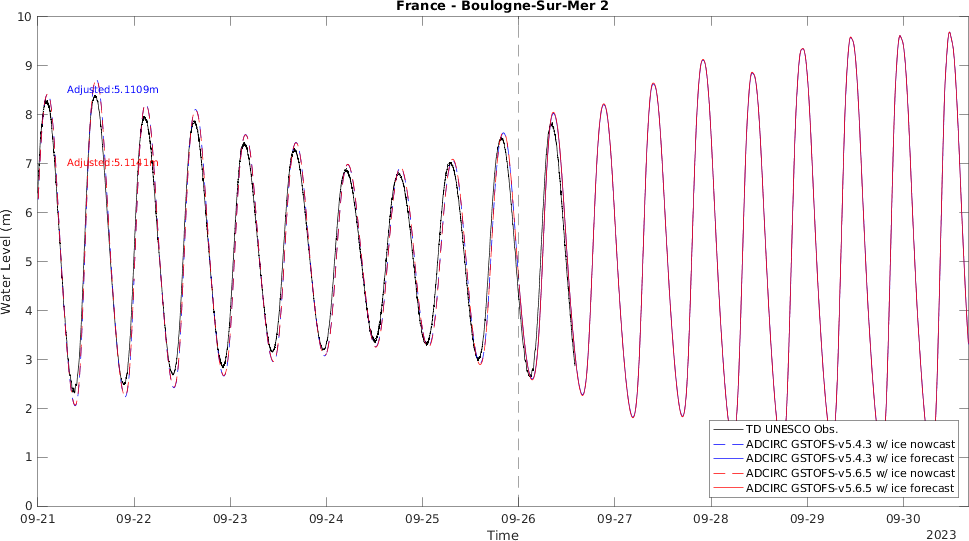 France - Boulogne-Sur-Mer 2
10
9
8
7
6
5
4
3
2
1
0
Water Level (m)
Adjusted:5.1109m
Adjusted:5.1141m
TD UNESCO Obs.
ADCIRC GSTOFS-v5.4.3 w/ ice nowcast
ADCIRC GSTOFS-v5.4.3 w/ ice forecast
ADCIRC GSTOFS-v5.6.5 w/ ice nowcast
ADCIRC GSTOFS-v5.6.5 w/ ice forecast
09-21 09-22 09-23 09-24 09-25 09-26 09-27 09-28 09-29 09-30
Time
2023